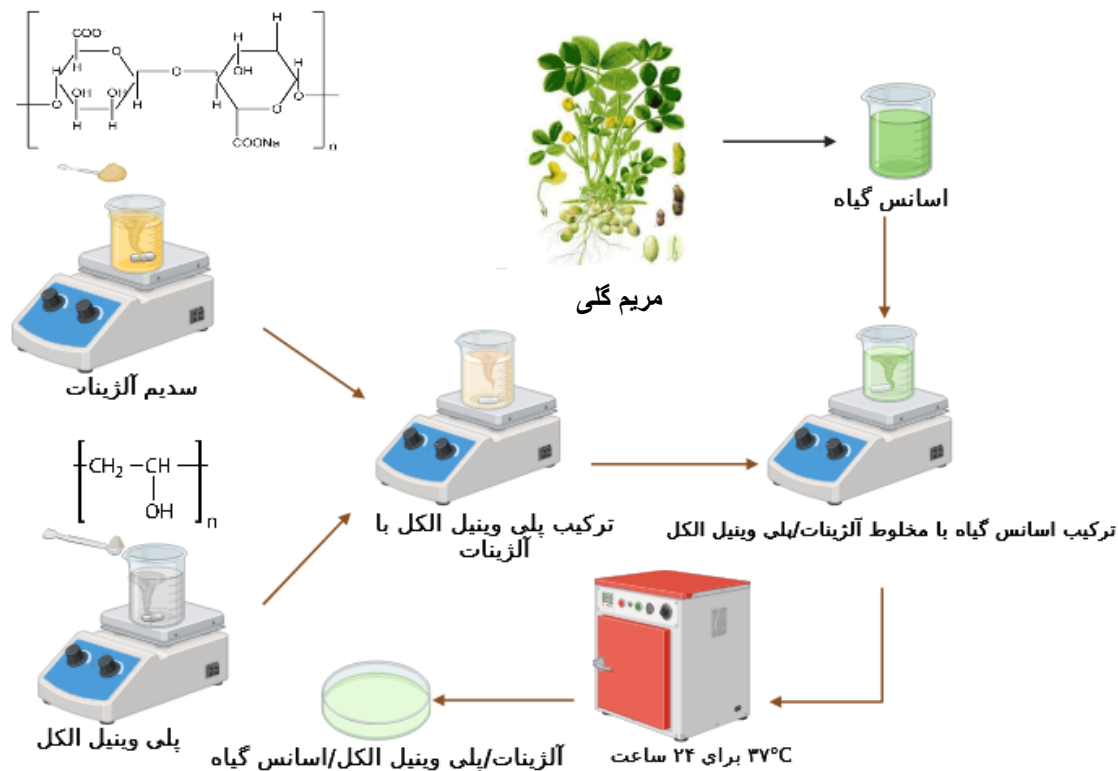 COO⁻
H
O
H
H
OH
OH
H
H
H
O
O
H
H
OH
H
H
O
H
O
COONa
n
اسانس گیاه
مریم گلی
سدیم آلژینات
CH₂
CH
OH
n
ترکیب پلی وینیل الکل با
آلژینات
ترکیب اسانس گیاه با مخلوط آلژینات/پلی وینیل الکل
پلی وینیل الکل
آلژینات/پلی وینیل الکل/اسانس گیاه
۳۷°C برای ۲۴ ساعت